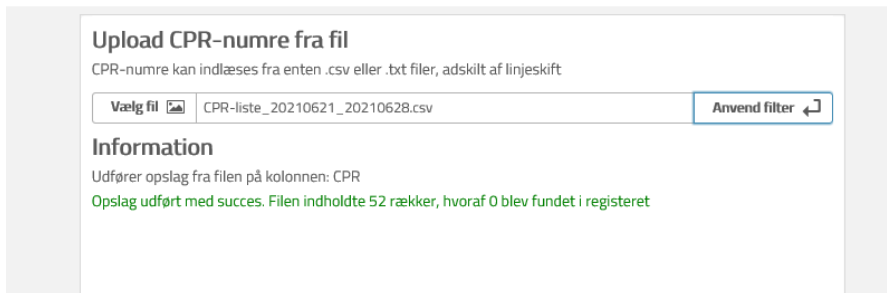 Upload CPR-numre fra fil
CPR-numre kan indlæses fra enten .csv eller .txt filer, adskilt af linjeskift
Vælg fil CPR-liste_20210621_20210628.csv Anvend filter
Information
Udfører opslag fra filen på kolonnen: CPR
Opslag udført med succes. Filen indholdte 52 rækker, hvoraf 0 blev fundet i registeret